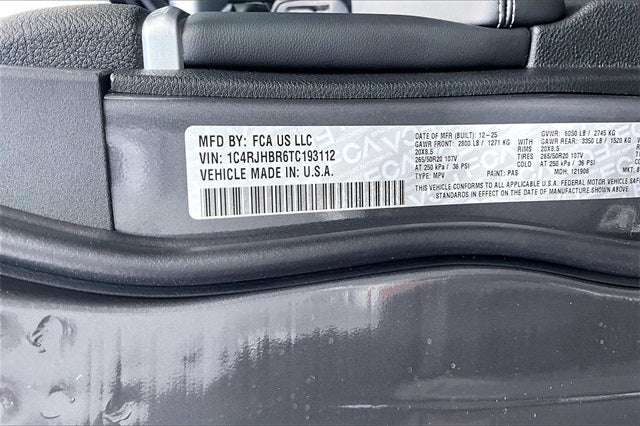 MFD BY: FCA US LLC
VIN: 1C4RJHBR6TC193112
VEHICLE MADE IN U.S.A.
DATE OF MFR (BUILT): 12-25 GVWR: 6050 LB / 2745 KG
GAWR FRONT: 2800 LB / 1271 KG WITH GAWR REAR: 3350 LB / 1520 KG
20X8.5 RIMS 20X8.5
265/50R20 107V TIRES 265/50R20 107V
AT 250 kPa / 36 PSI COLD AT 250 kPa / 36 PSI
TYPE: MPV PAINT: PAS MDH: 121906
THIS VEHICLE CONFORMS TO ALL APPLICABLE U.S.A. FEDERAL MOTOR VEHICLE
STANDARDS IN EFFECT ON THE DATE OF MANUFACTURE SHOWN ABOVE.